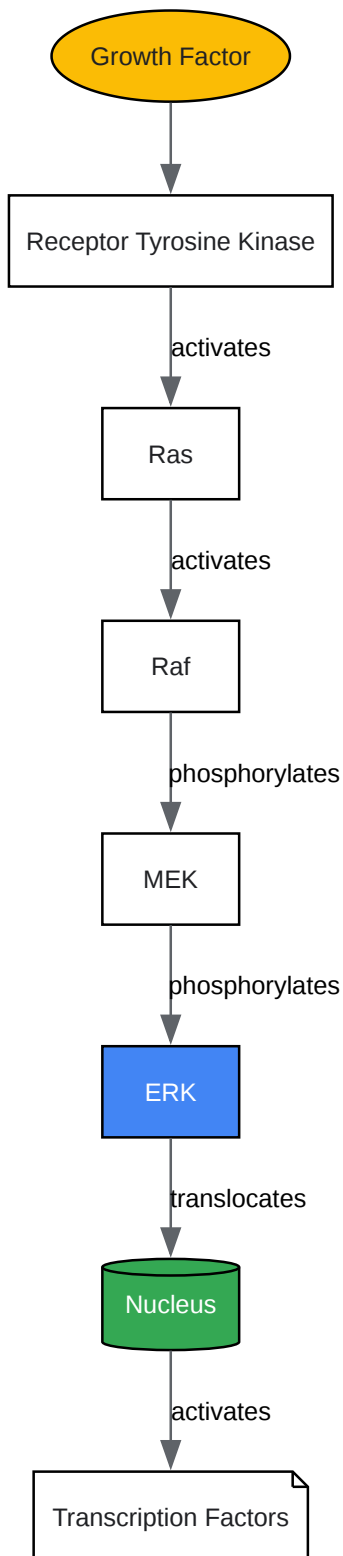 Growth Factor
Receptor Tyrosine Kinase
activates
Ras
activates
Raf
phosphorylates
MEK
phosphorylates
ERK
translocates
Nucleus
activates
Transcription Factors